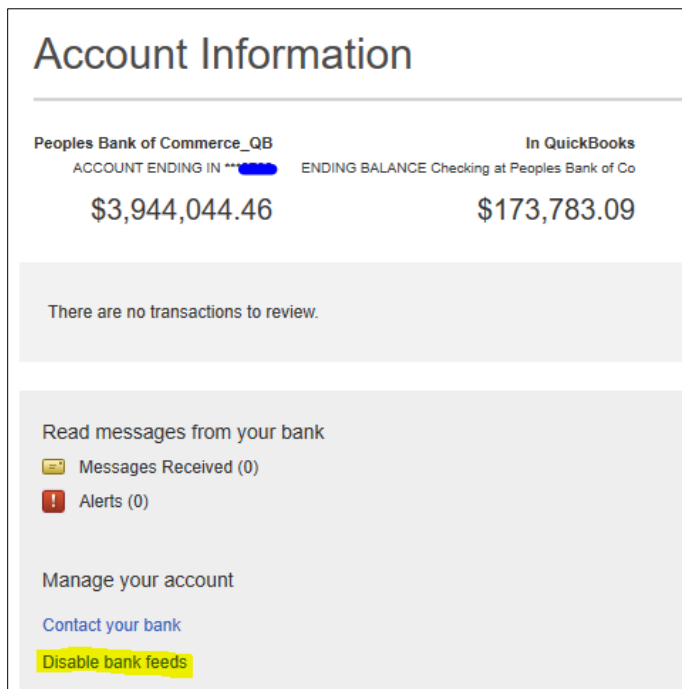 Account Information
Peoples Bank of Commerce_QB
ACCOUNT ENDING IN ***
$3,944,044.46
In QuickBooks
ENDING BALANCE Checking at Peoples Bank of Co
$173,783.09
There are no transactions to review.
Read messages from your bank
Messages Received (0)
Alerts (0)
Manage your account
Contact your bank
Disable bank feeds